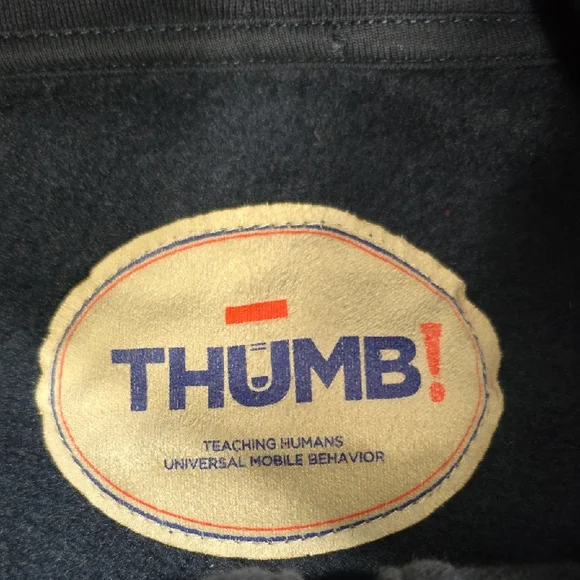 THUMB!
TEACHING HUMANS
UNIVERSAL MOBILE BEHAVIOR